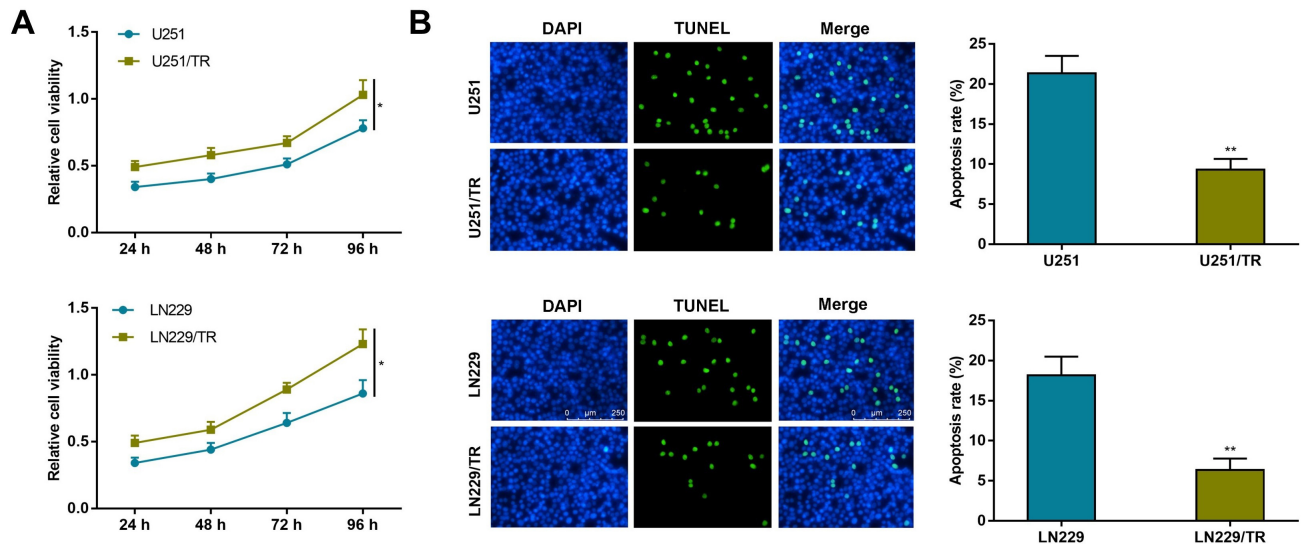 A
Relative cell viability
1.5
1.0
0.5
0.0
U251
U251/TR
*
24 h 48 h 72 h 96 h
Relative cell viability
1.5
1.0
0.5
0.0
LN229
LN229/TR
*
24 h 48 h 72 h 96 h
B
DAPI TUNEL Merge
U251
U251/TR
Apoptosis rate (%)
25
20
15
10
5
0
**
U251 U251/TR
DAPI TUNEL Merge
LN229
0 μm 250
0 μm 250
LN229/TR
Apoptosis rate (%)
25
20
15
10
5
0
**
LN229 LN229/TR